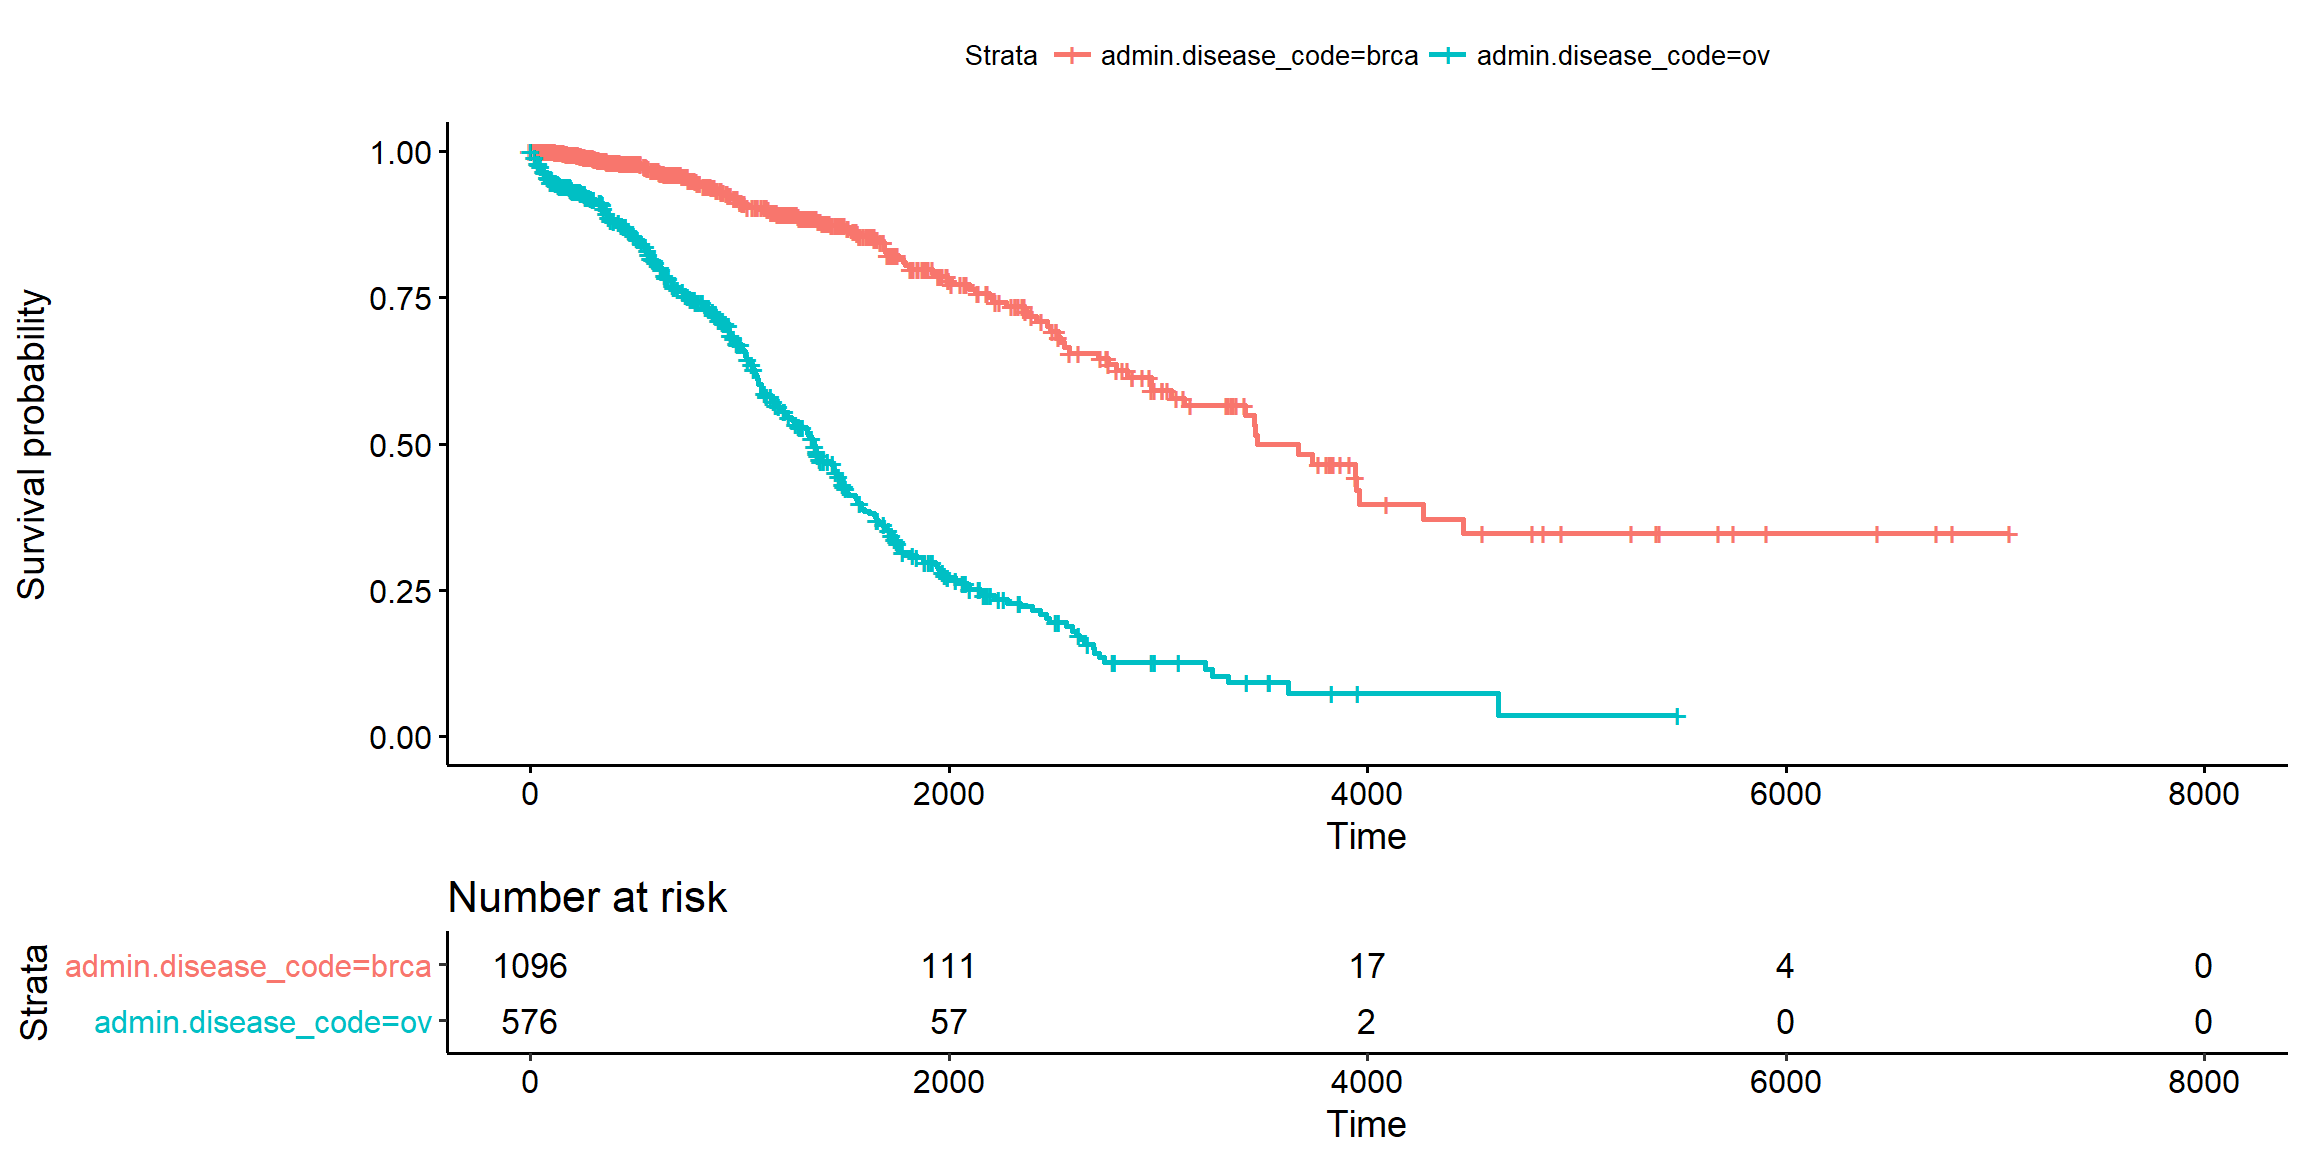 Strata admin.disease_code=brca admin.disease_code=ov
1.00
0.75
0.50
0.25
0.00
Survival probability
0 2000 4000 6000 8000
Time
Number at risk
Strata
admin.disease_code=brca 1096 111 17 4 0
admin.disease_code=ov 576 57 2 0 0
0 2000 4000 6000 8000
Time